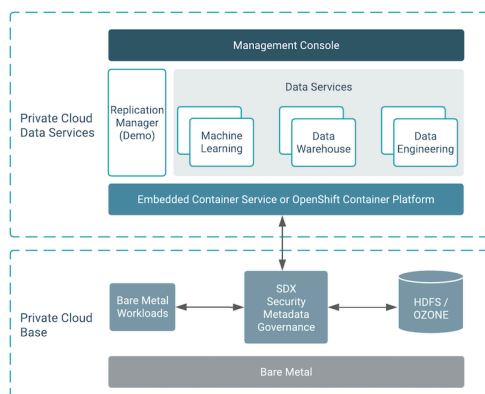 Management Console
Private Cloud
Data Services
Replication
Manager
(Demo)
Data Services
Machine
Learning
Data
Warehouse
Data
Engineering
Embedded Container Service or OpenShift Container Platform
Private Cloud
Base
Bare Metal
Workloads
SDX
Security
Metadata
Governance
HDFS /
OZONE
Bare Metal